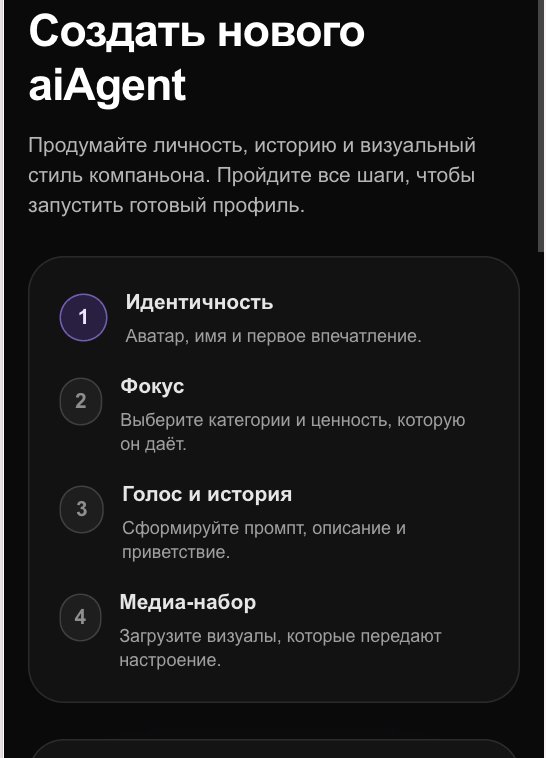 Создать нового
aiAgent
Продумайте личность, историю и визуальный
стиль компаньона. Пройдите все шаги, чтобы
запустить готовый профиль.
1
Идентичность
Аватар, имя и первое впечатление.
2
Фокус
Выберите категории и ценность, которую
он даёт.
3
Голос и история
Сформируйте промпт, описание и
приветствие.
4
Медиа-набор
Загрузите визуалы, которые передают
настроение.